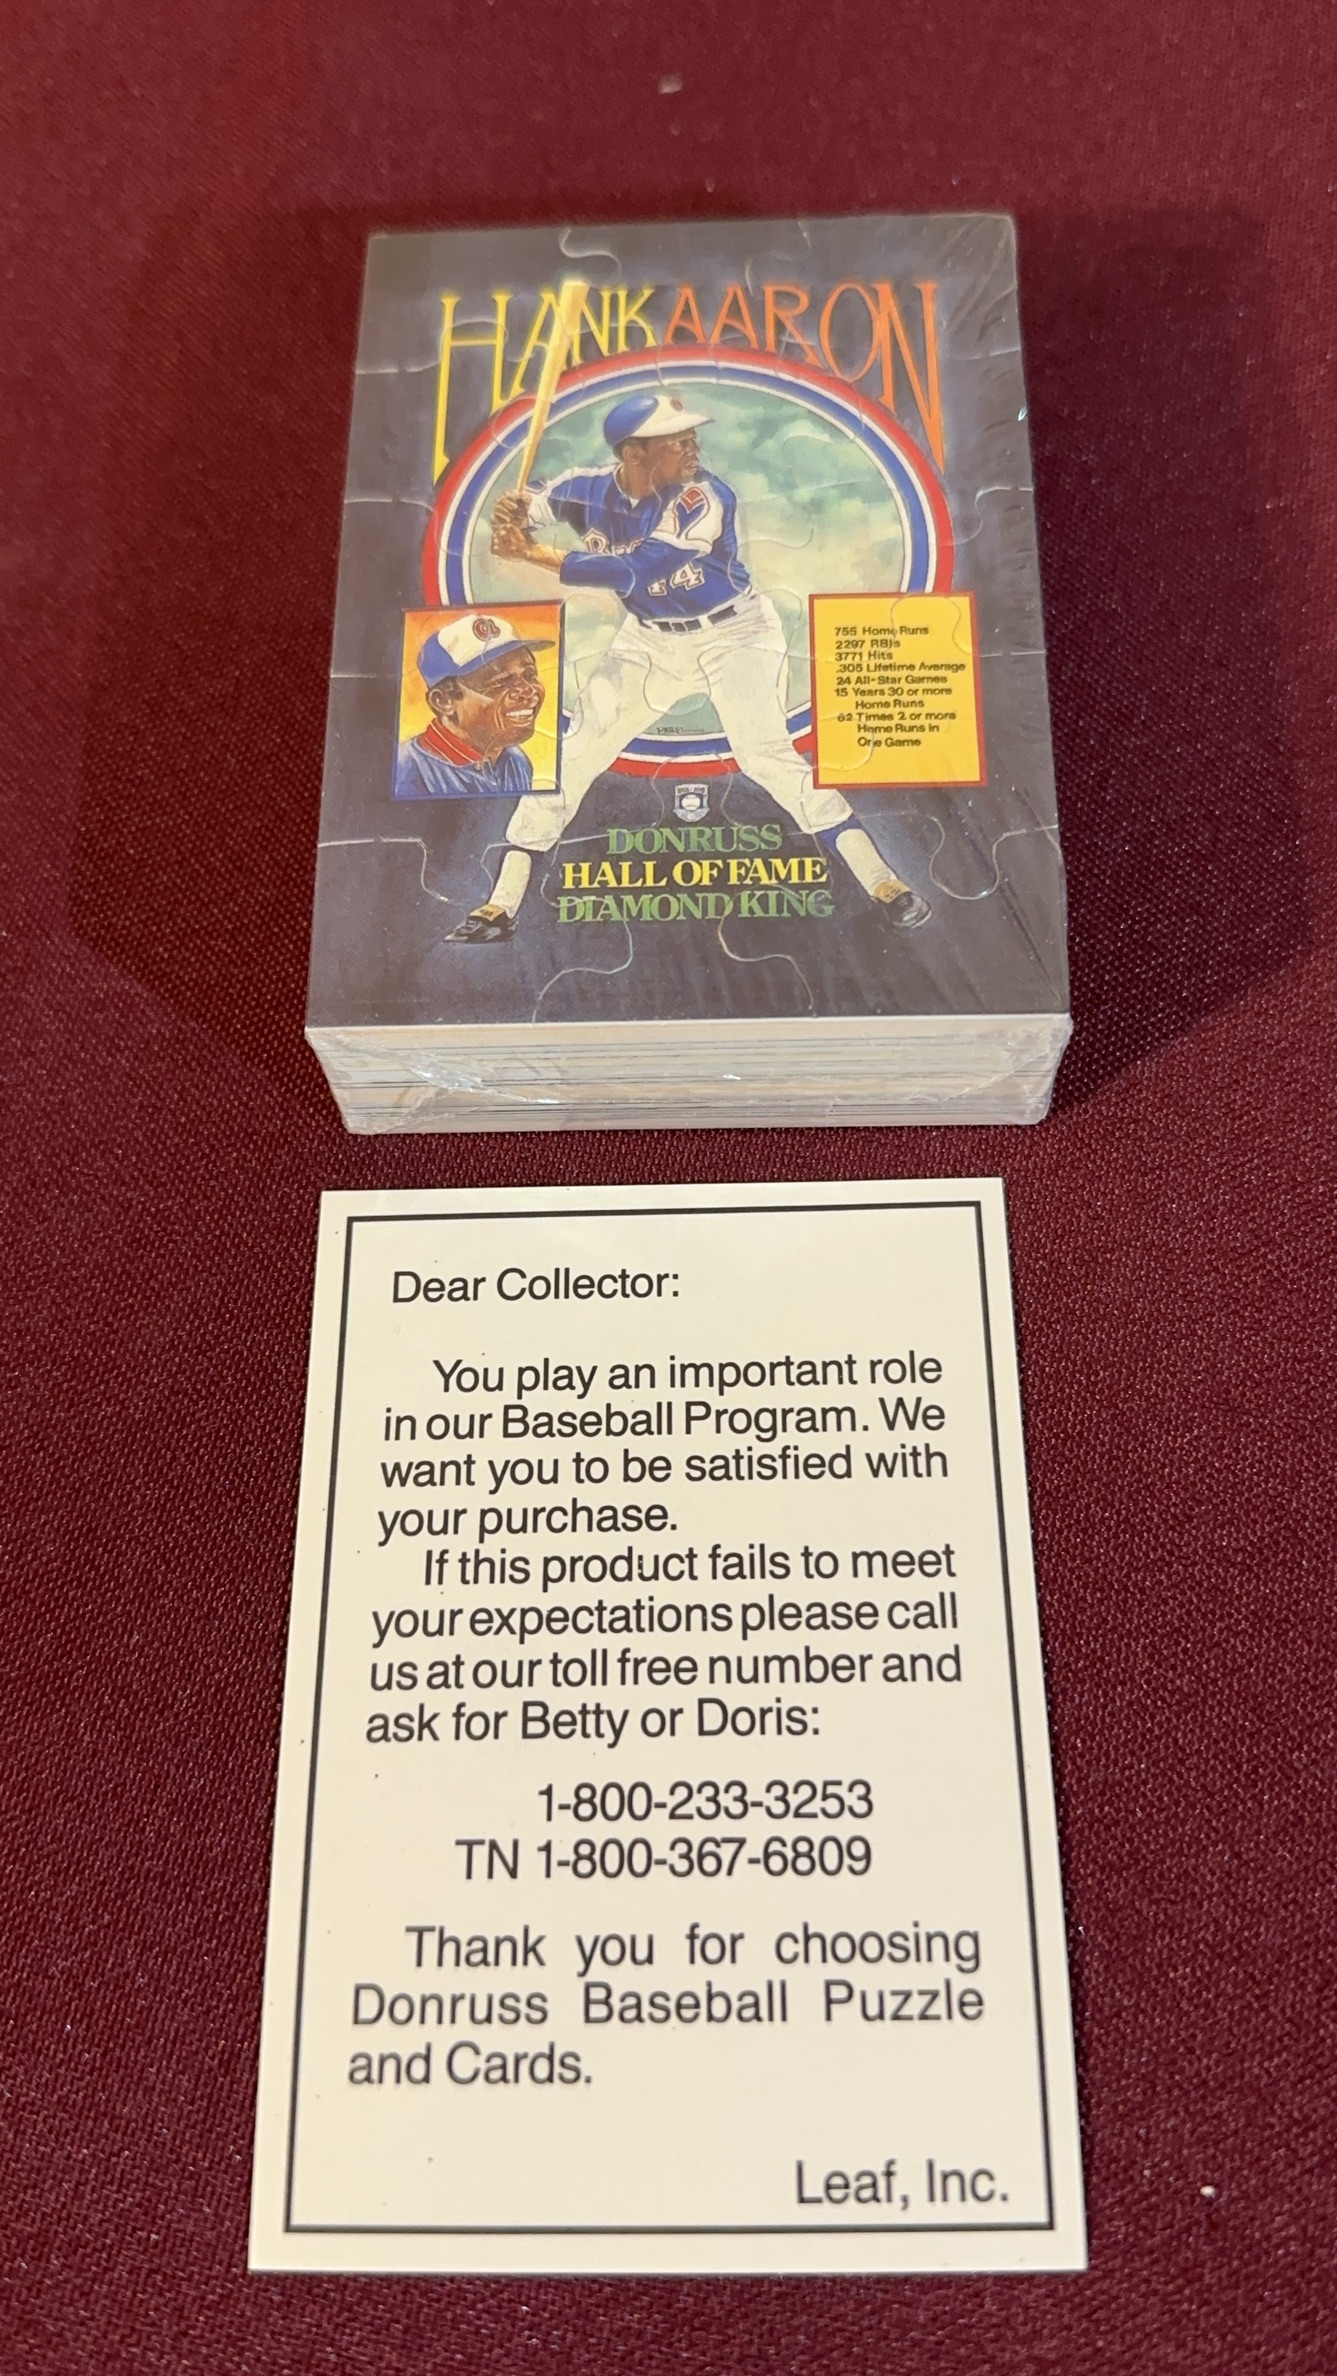 HANK AARON
44
755 Home Runs
2297 RBIs
3771 Hits
.305 Lifetime Average
24 All-Star Games
15 Years 30 or more
Home Runs
62 Times 2 or more
Home Runs In
One Game
DONRUSS
HALL OF FAME
DIAMOND KING
Dear Collector:
You play an important role
in our Baseball Program. We
want you to be satisfied with
your purchase.
If this product fails to meet
your expectations please call
us at our toll free number and
ask for Betty or Doris:
1-800-233-3253
TN 1-800-367-6809
Thank you for choosing
Donruss Baseball Puzzle
and Cards.
Leaf, Inc.